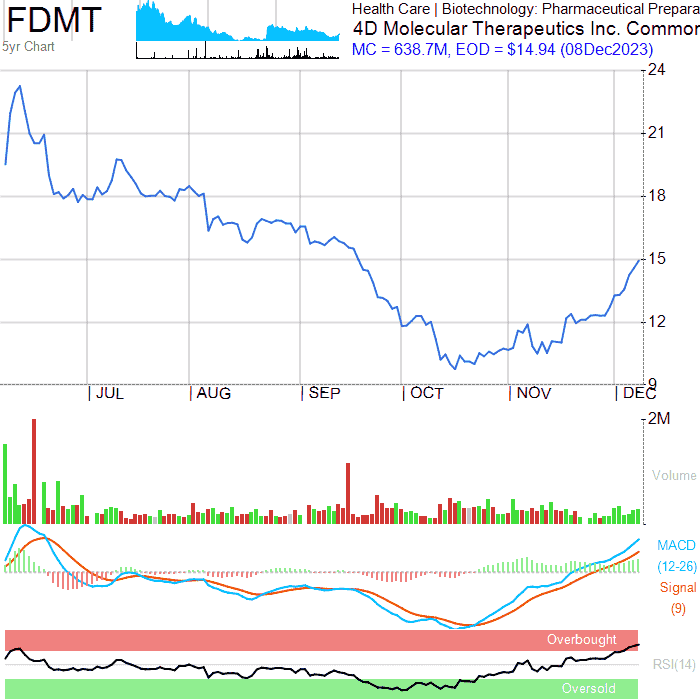 FDMT
5yr Chart
Health Care | Biotechnology: Pharmaceutical Prepara
4D Molecular Therapeutics Inc. Common
MC = 638.7M, EOD = $14.94 (08Dec2023)
24
21
18
15
12
9
JUL
AUG
SEP
OCT
NOV
DEC
2M
Volume
MACD
(12-26)
Signal
(9)
Overbought
RSI(14)
Oversold